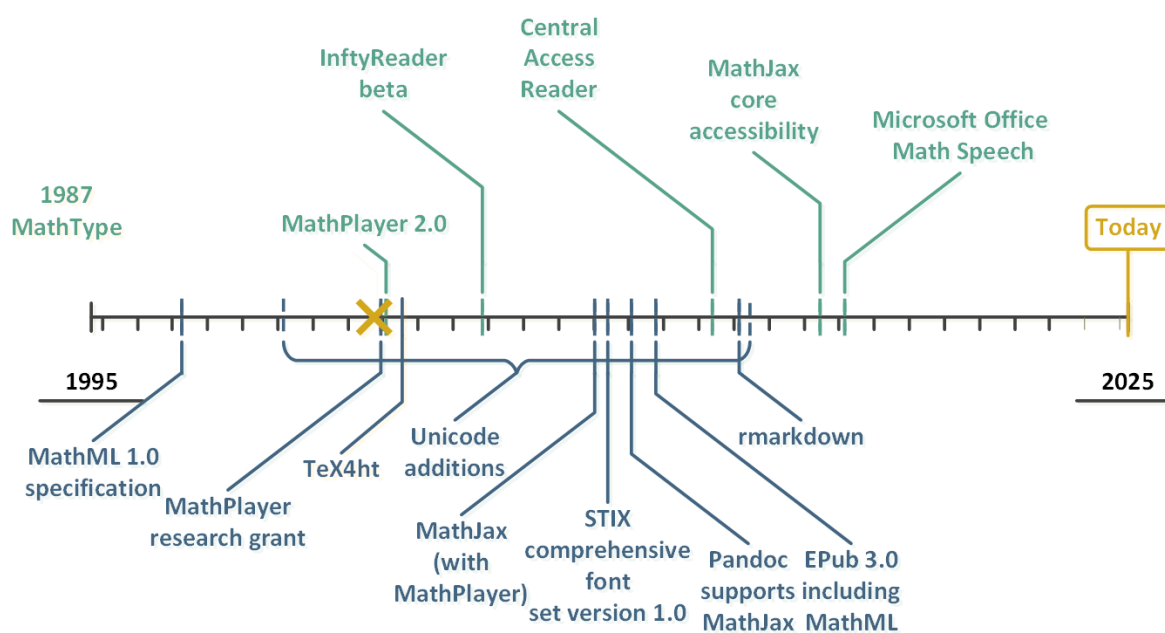 Central
Access
Reader
InftyReader
beta
MathJax
core
accessibility
Microsoft Office
Math Speech
1987
MathType
MathPlayer 2.0
Today
1995
2025
MathML 1.0
specification
MathPlayer
research grant
TeX4ht
Unicode
additions
MathJax
(with
MathPlayer)
STIX
comprehensive
font
set version 1.0
Pandoc
supports
MathJax
EPub 3.0
including
MathML
rmarkdown